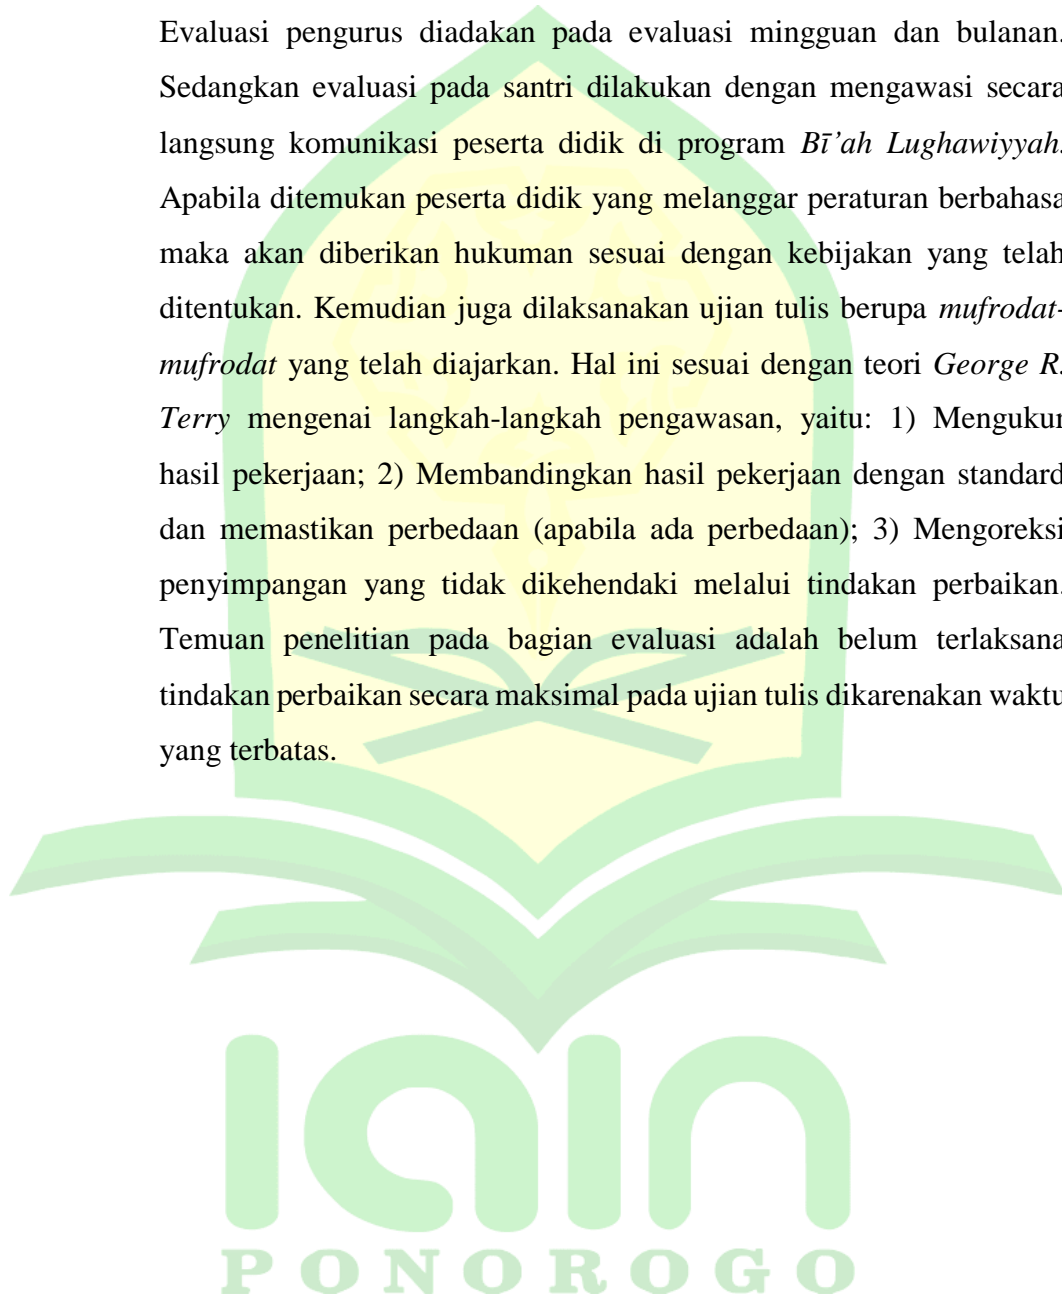 Evaluasi pengurus diadakan pada evaluasi mingguan dan bulanan.
Sedangkan evaluasi pada santri dilakukan dengan mengawasi secara
langsung komunikasi peserta didik di program Bī’ah Lughawiyyah.
Apabila ditemukan peserta didik yang melanggar peraturan berbahasa
maka akan diberikan hukuman sesuai dengan kebijakan yang telah
ditentukan. Kemudian juga dilaksanakan ujian tulis berupa mufrodat-
mufrodat yang telah diajarkan. Hal ini sesuai dengan teori George R.
Terry mengenai langkah-langkah pengawasan, yaitu: 1) Mengukur
hasil pekerjaan; 2) Membandingkan hasil pekerjaan dengan standard
dan memastikan perbedaan (apabila ada perbedaan); 3) Mengoreksi
penyimpangan yang tidak dikehendaki melalui tindakan perbaikan.
Temuan penelitian pada bagian evaluasi adalah belum terlaksana
tindakan perbaikan secara maksimal pada ujian tulis dikarenakan waktu
yang terbatas.
iain
PONOROGO